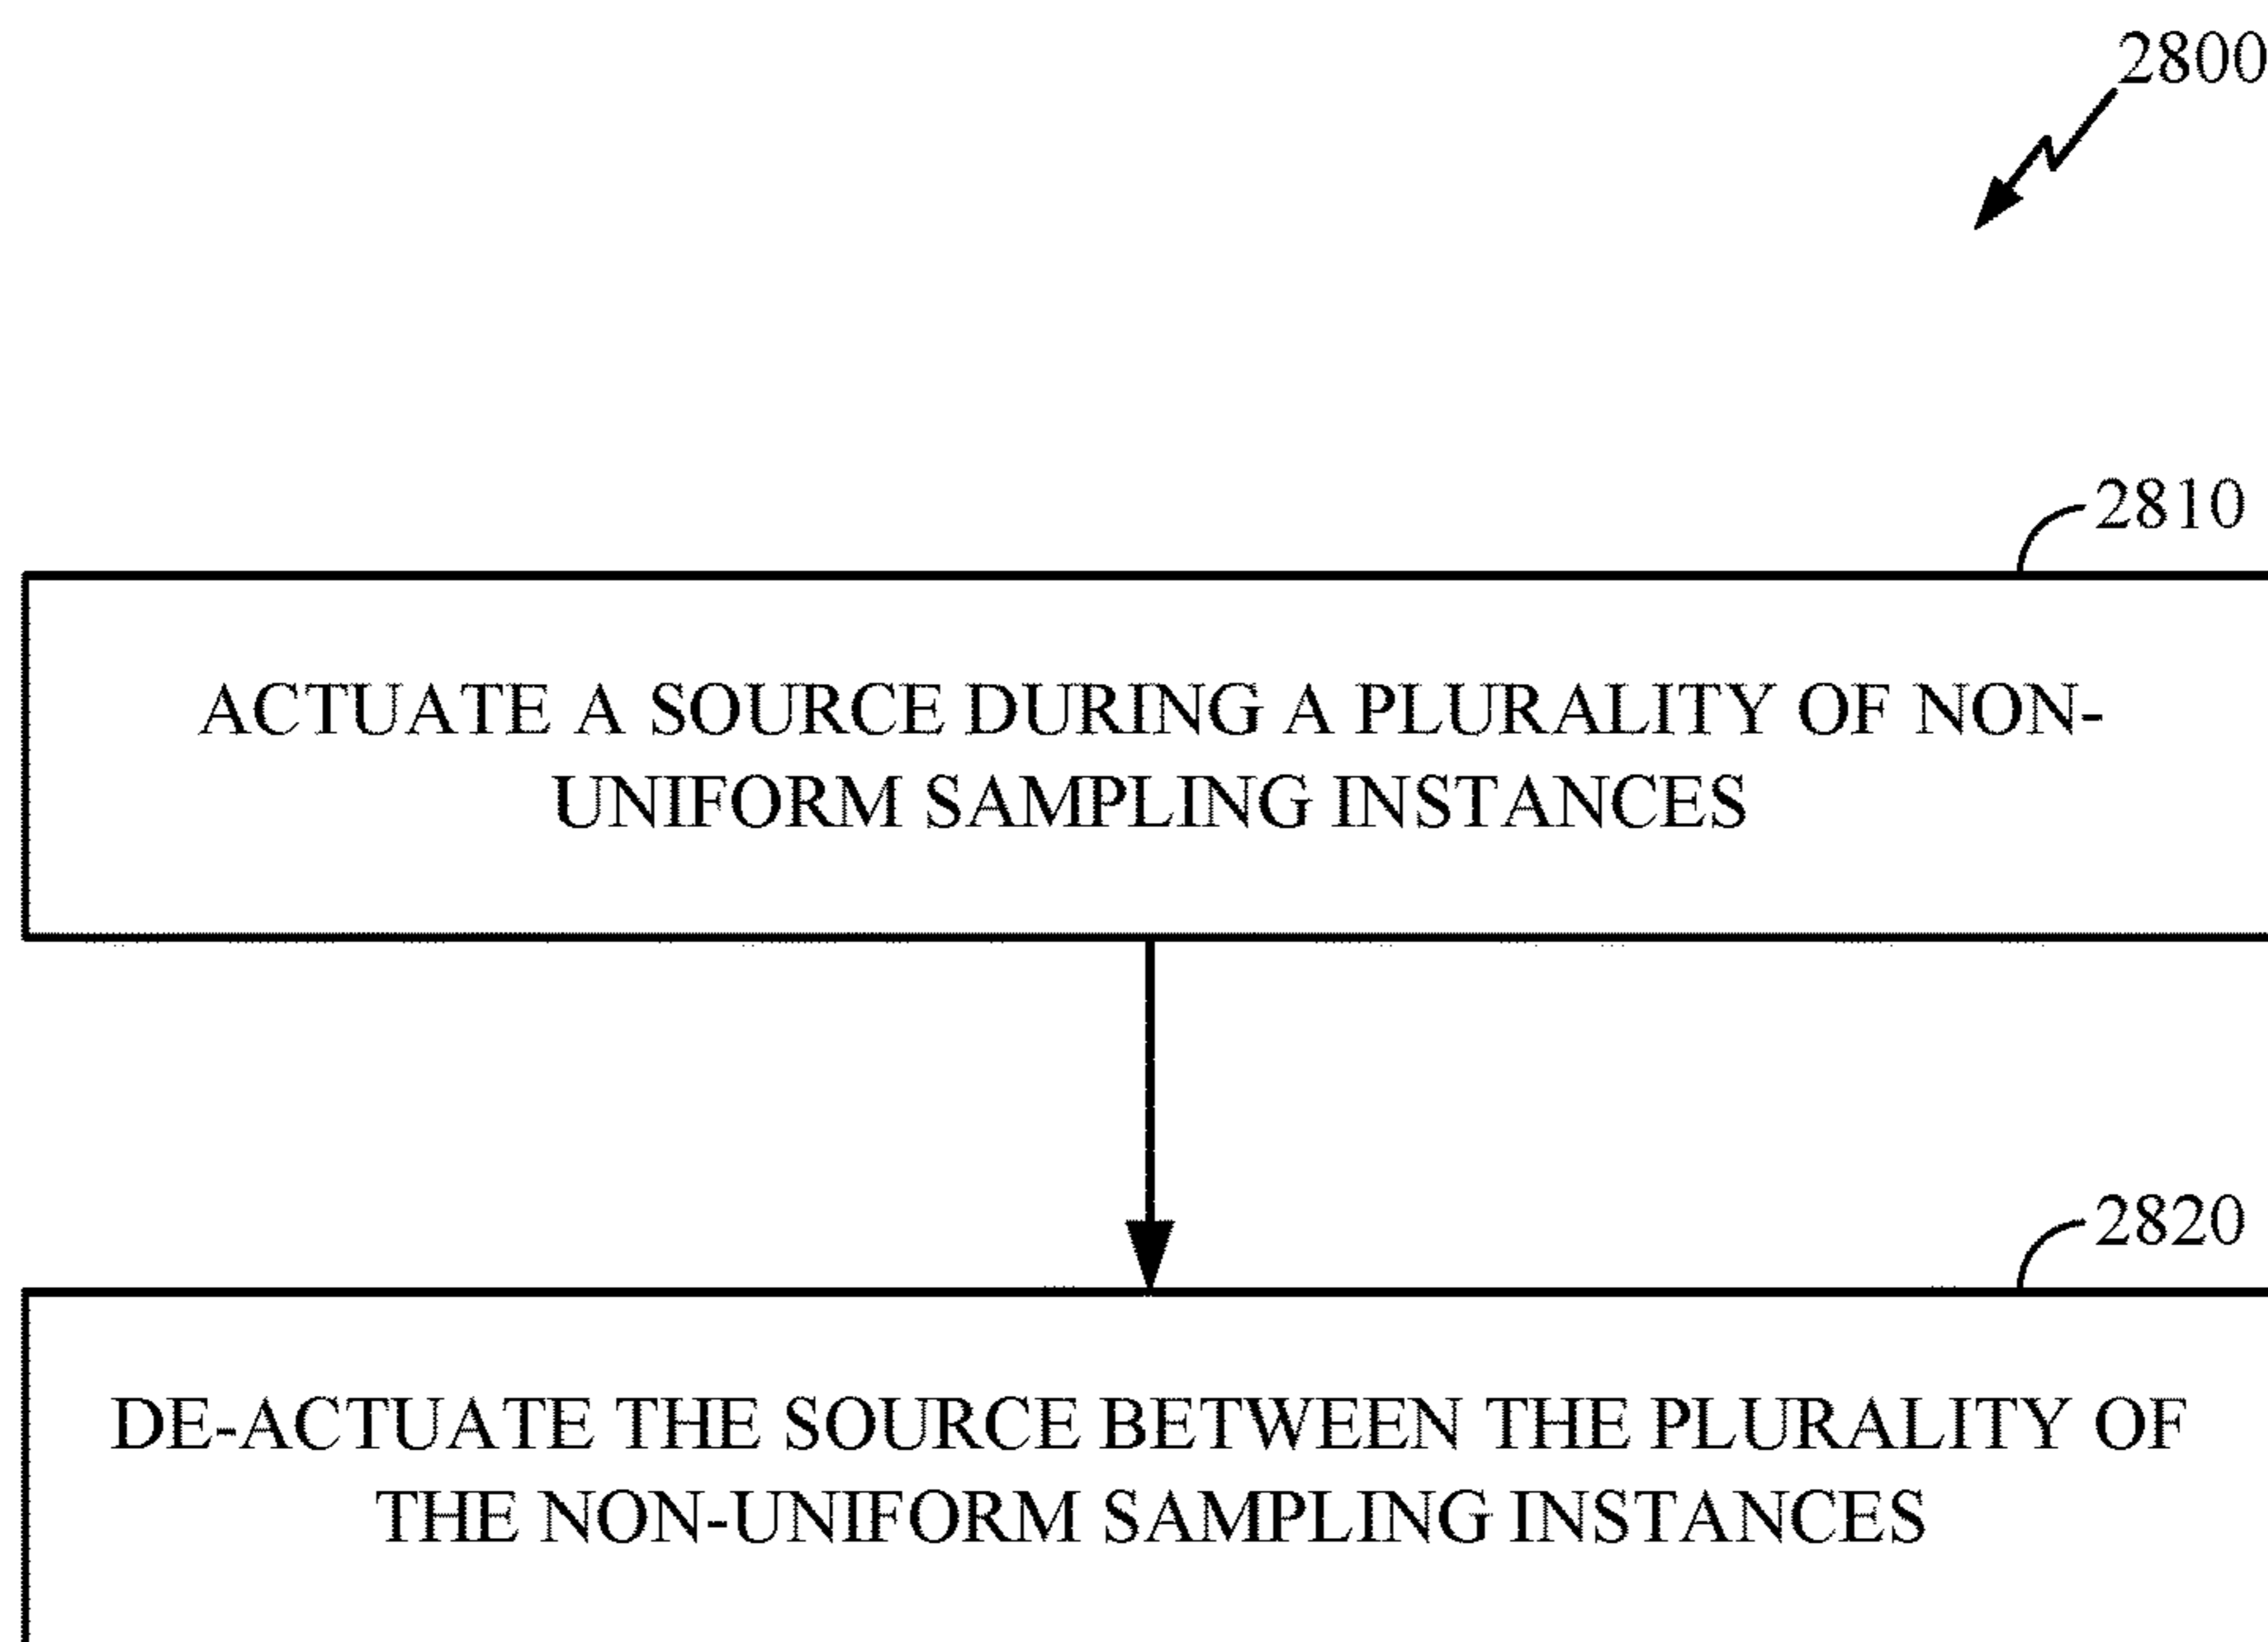 2800
2810
ACTUATE A SOURCE DURING A PLURALITY OF NON-
UNIFORM SAMPLING INSTANCES
2820
DE-ACTUATE THE SOURCE BETWEEN THE PLURALITY OF
THE NON-UNIFORM SAMPLING INSTANCES